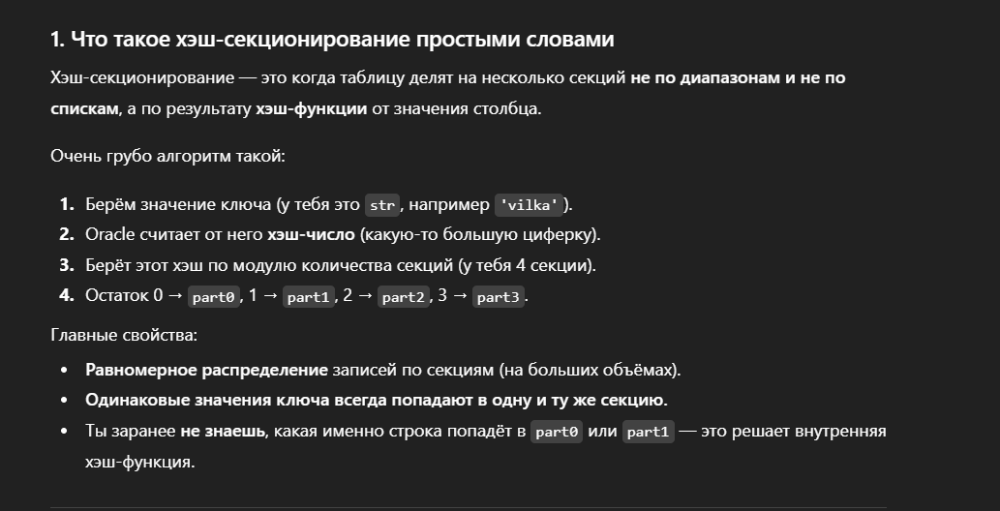 1. Что такое хэш-секционирование простыми словами
Хэш-секционирование — это когда таблицу делят на несколько секций не по диапазонам и не по
спискам, а по результату хэш-функции от значения столбца.
Очень грубо алгоритм такой:
1. Берём значение ключа (у тебя это str, например 'vilka').
2. Oracle считает от него хэш-число (какую-то большую циферку).
3. Берёт этот хэш по модулю количества секций (у тебя 4 секции).
4. Остаток 0 → part0, 1 → part1, 2 → part2, 3 → part3.
Главные свойства:
• Равномерное распределение записей по секциям (на больших объёмах).
• Одинаковые значения ключа всегда попадают в одну и ту же секцию.
• Ты заранее не знаешь, какая именно строка попадёт в part0 или part1 — это решает внутренняя
хэш-функция.